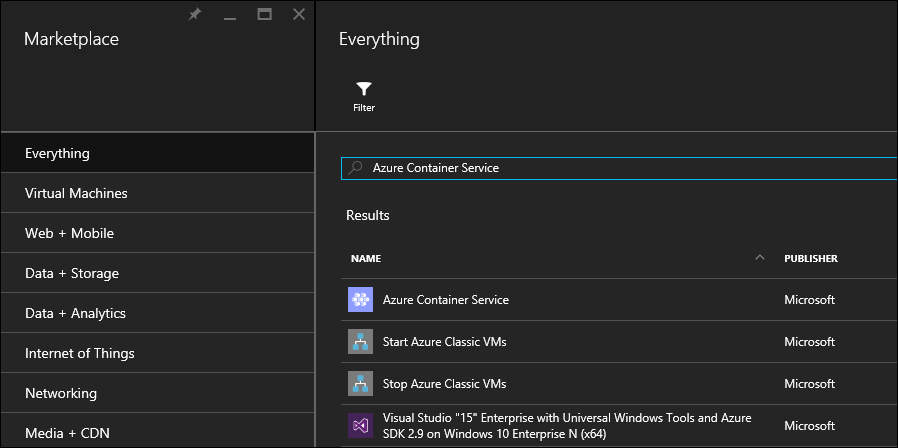 Marketplace
Everything
Filter
Everything
Virtual Machines
Web + Mobile
Data + Storage
Data + Analytics
Internet of Things
Networking
Media + CDN
Azure Container Service
Results
NAME PUBLISHER
Azure Container Service Microsoft
Start Azure Classic VMs Microsoft
Stop Azure Classic VMs Microsoft
Visual Studio "15" Enterprise with Universal Windows Tools and Azure
SDK 2.9 on Windows 10 Enterprise N (x64)
Microsoft